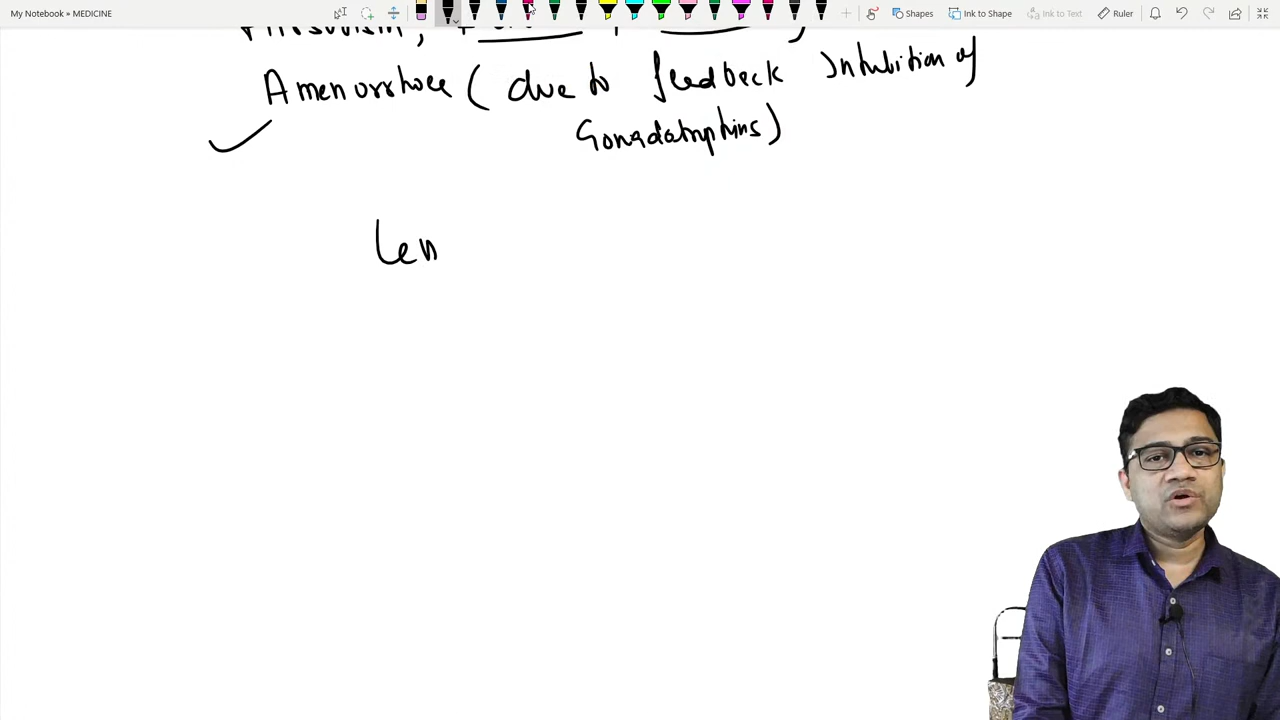 My Notebook » MEDICINE
Shapes
Ink to Shape
Ink to Text
Ruler
Amenorrhoea ( due to feedback Inhibition of
Gonadotrophins)
Len